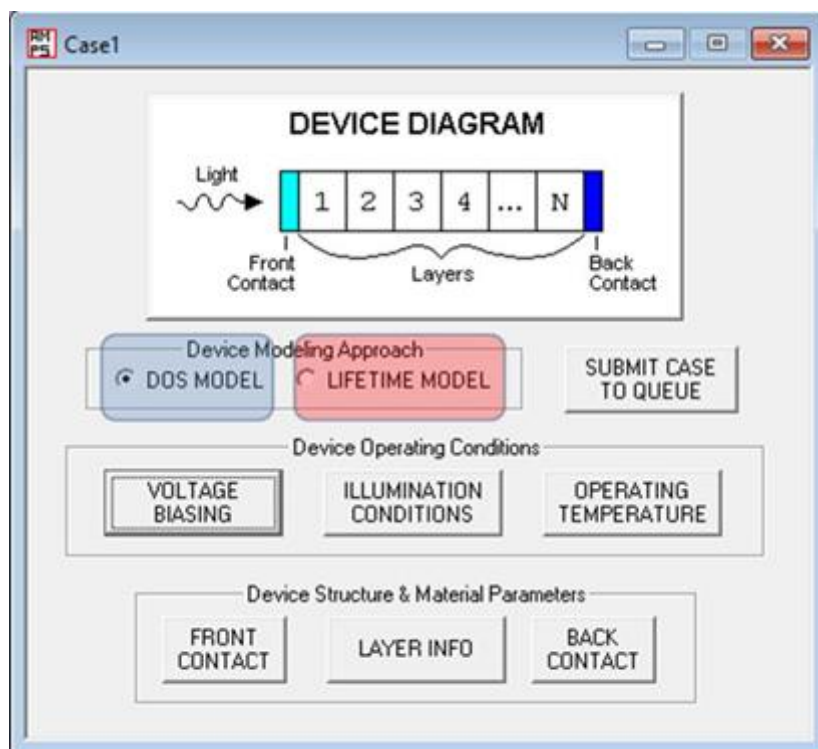 AM
PS
Case1
DEVICE DIAGRAM
Light
1 2 3 4 ... N
Front
Contact
Layers
Back
Contact
Device Modeling Approach
DOS MODEL
LIFETIME MODEL
SUBMIT CASE
TO QUEUE
Device Operating Conditions
VOLTAGE
BIASING
ILLUMINATION
CONDITIONS
OPERATING
TEMPERATURE
Device Structure & Material Parameters
FRONT
CONTACT
LAYER INFO
BACK
CONTACT